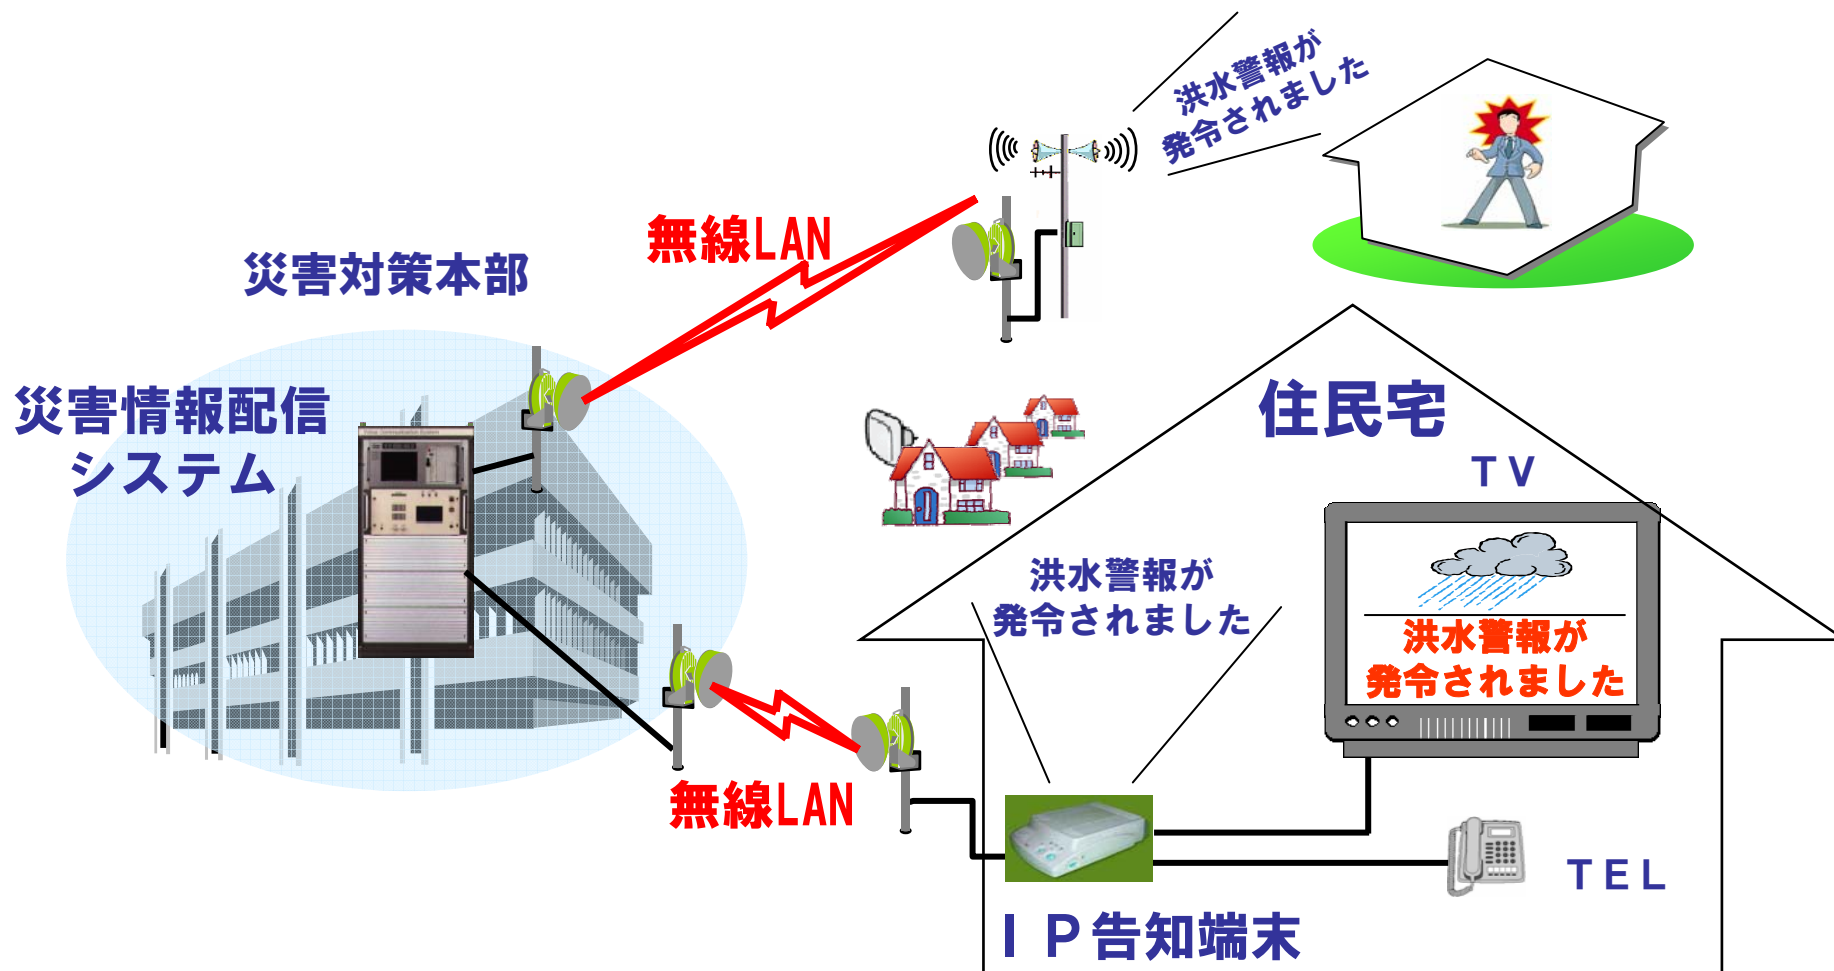 洪水警報が
発令されました
無線LAN
災害対策本部
災害情報配信
システム
住民宅
TV
洪水警報が
発令されました
洪水警報が
発令されました
無線LAN
TEL
IP告知端末